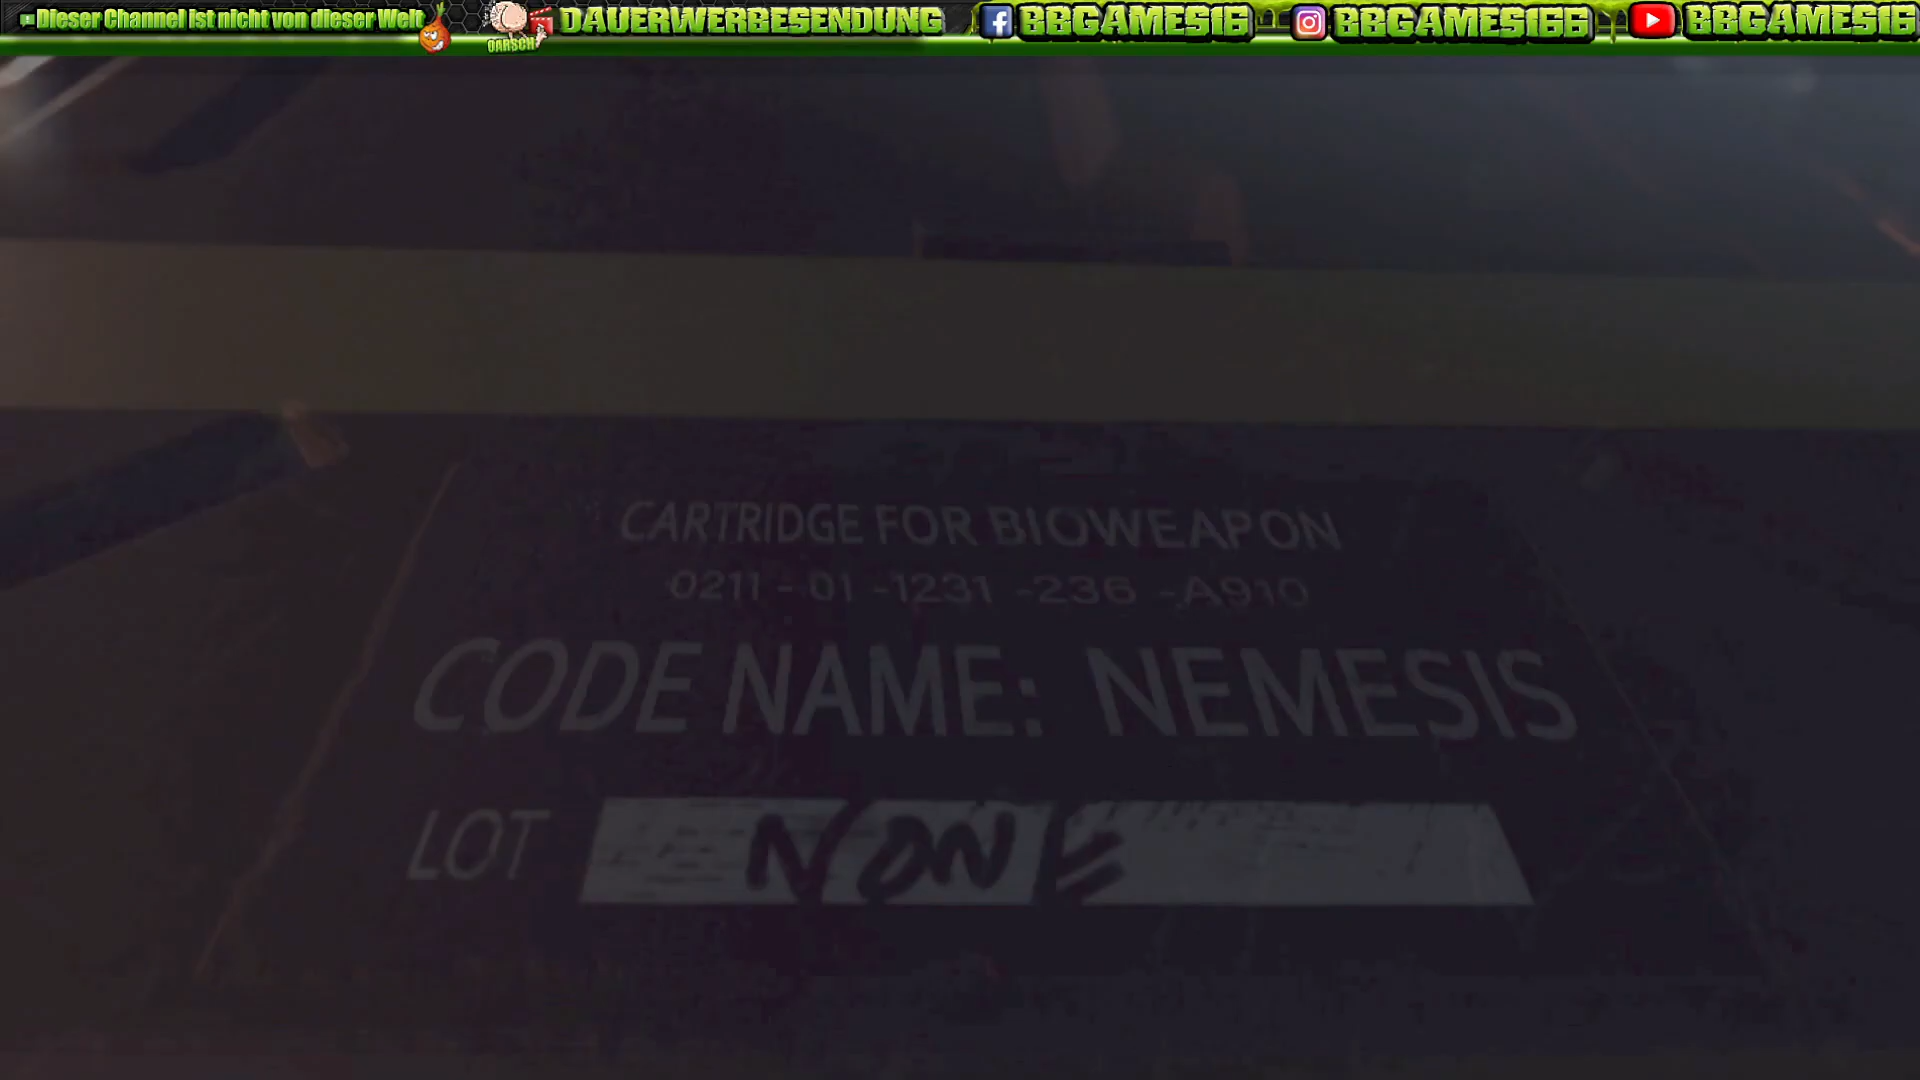 Dieser Channel ist nicht von dieser Welt
OARSCH
DAUERWERBESENDUNG
BBGAMES16
BBGAMES166
BBGAMES16
CARTRIDGE FOR BIOWEAPON
0211 - 01 -1231 -236 -A910
CODE NAME: NEMESIS
LOT NONE